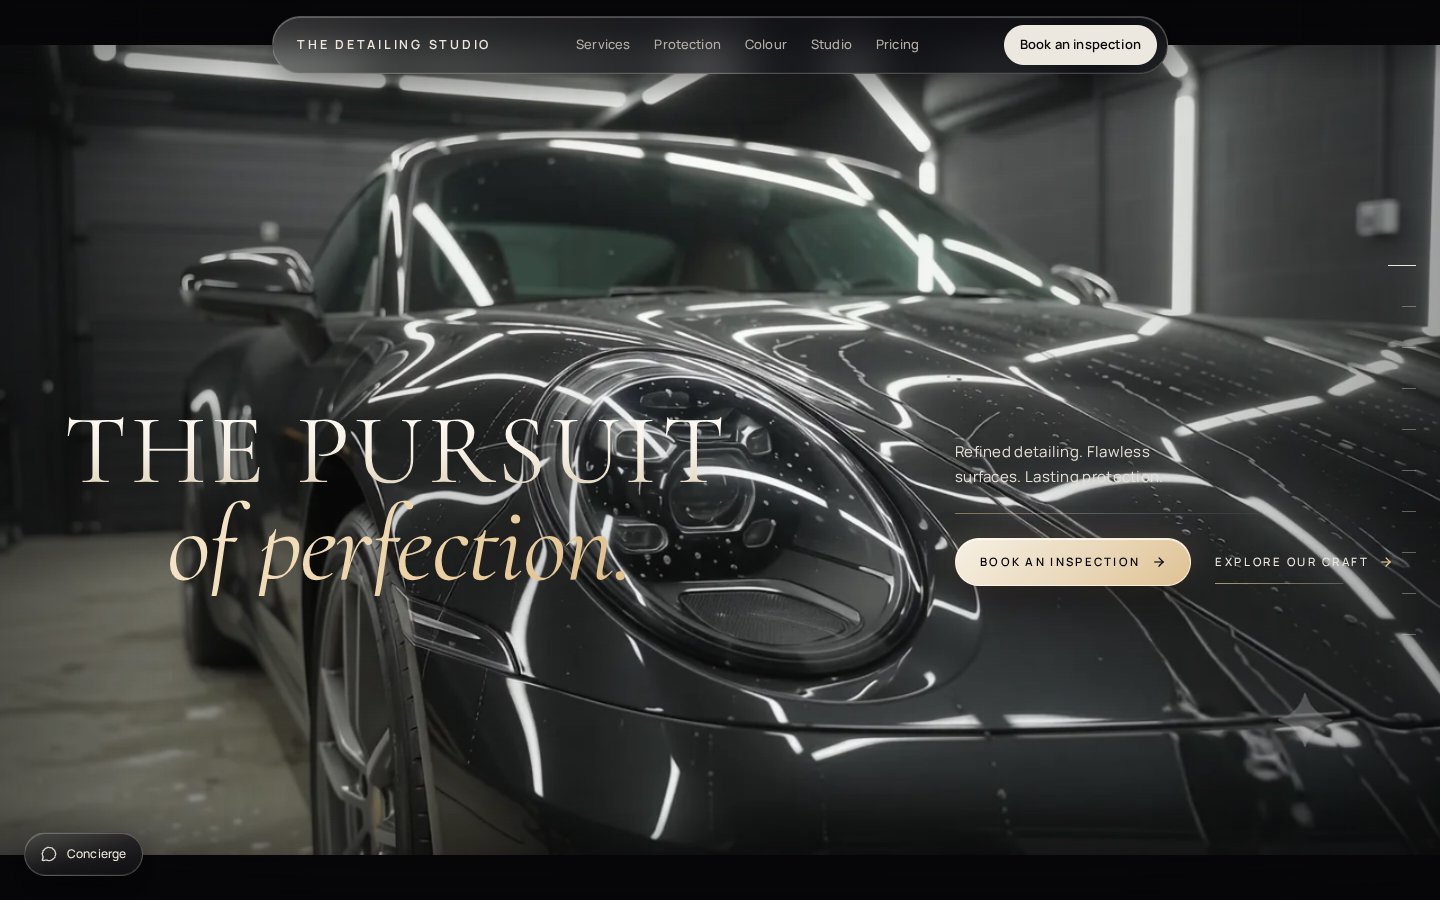 THE DETAILING STUDIO
Services
Protection
Colour
Studio
Pricing
Book an inspection
THE PURSUIT
of perfection.
Refined detailing. Flawless
surfaces. Lasting protection.
BOOK AN INSPECTION
EXPLORE OUR CRAFT
Concierge